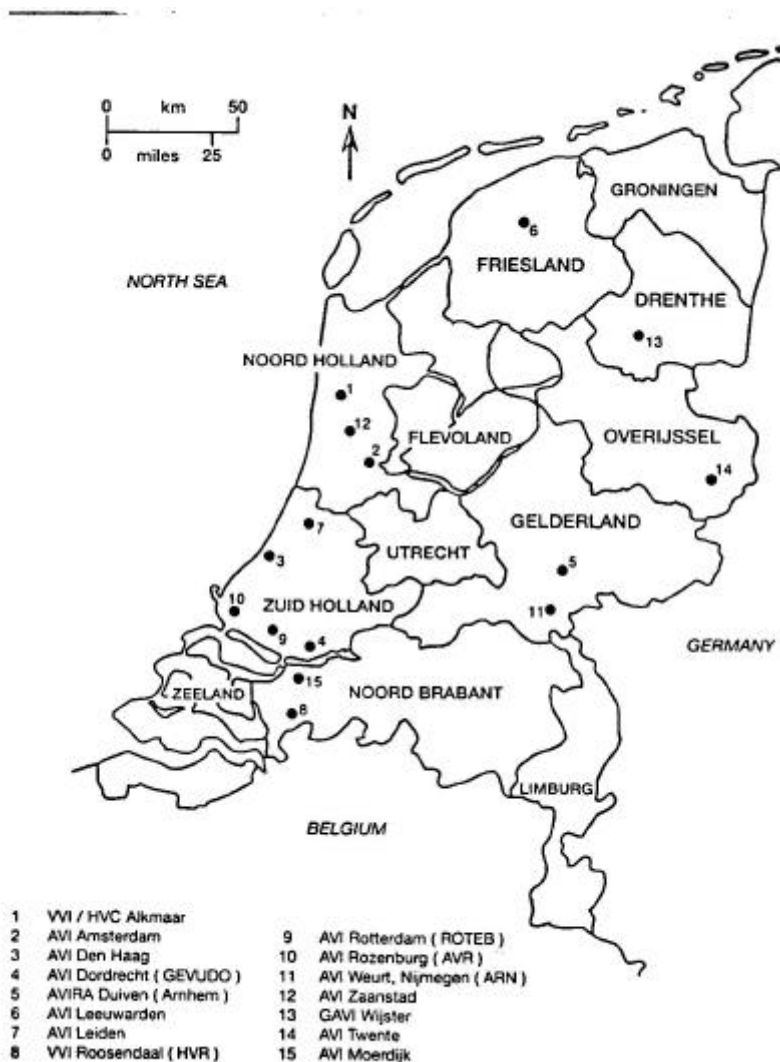 0 km 50
0 miles 25
N
GRONINGEN
6
FRIESLAND
NORTH SEA
DRENTHE
13
NOORD HOLLAND
1
12
FLEVOLAND
OVERIJSSEL
2
14
7
GELDERLAND
UTRECHT
3
5
10
ZUID HOLLAND
11
9
4
GERMANY
15
ZEELAND
NOORD BRABANT
8
LIMBURG
BELGIUM
1 VVI / HVC Alkmaar
2 AVI Amsterdam
3 AVI Den Haag
4 AVI Dordrecht ( GEVUDO )
5 AVIRA Duiven ( Arnhem )
6 AVI Leeuwarden
7 AVI Leiden
8 VVI Roosendaal ( HVR )
9 AVI Rotterdam ( ROTEB )
10 AVI Rozenburg ( AVR )
11 AVI Weurt, Nijmegen ( ARN )
12 AVI Zaanstad
13 GAVI Wijster
14 AVI Twente
15 AVI Moerdijk